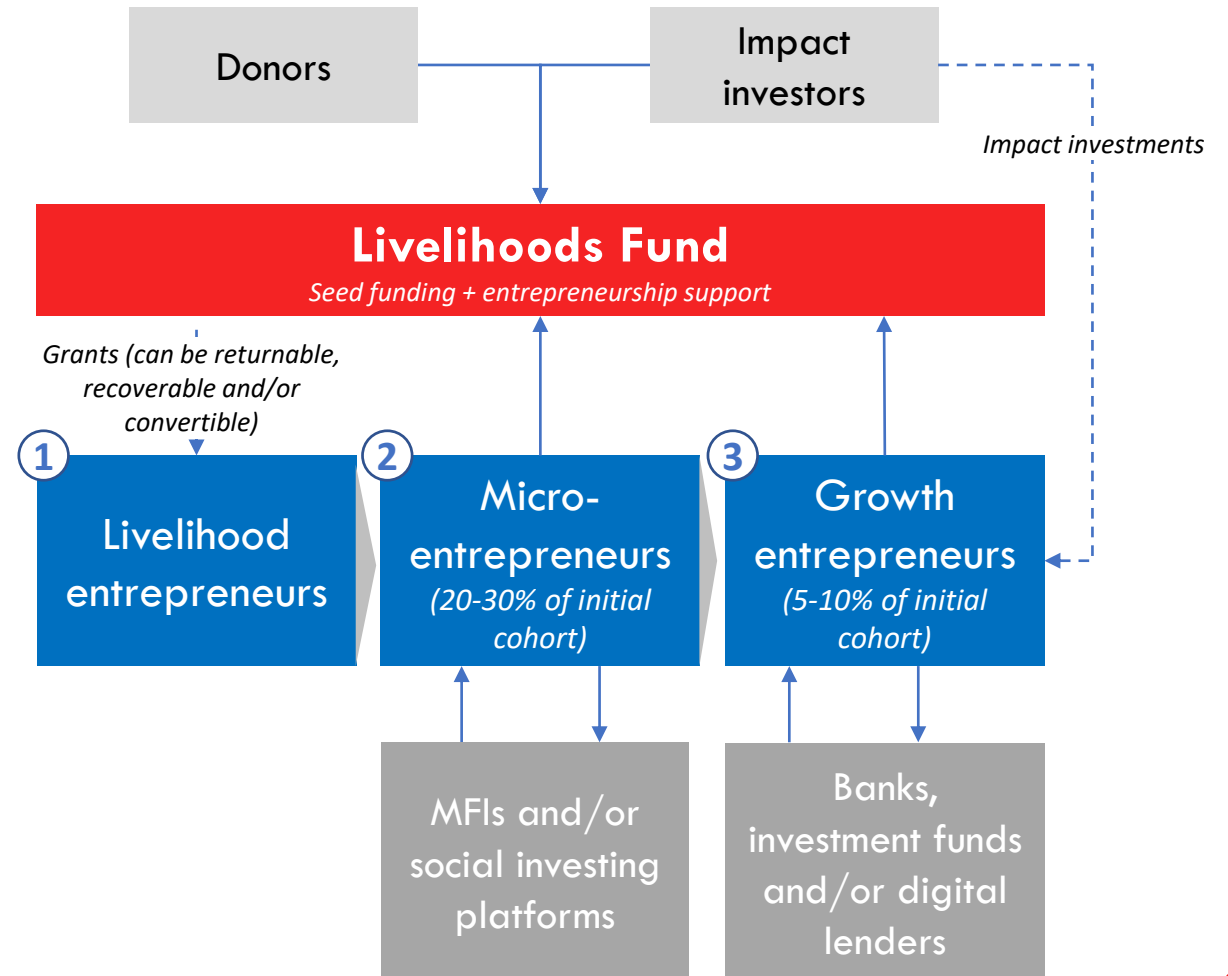 Donors
Impact
investors
Impact investments
Livelihoods Fund
Seed funding + entrepreneurship support
Grants (can be returnable,
recoverable and/or
convertible)
1
Livelihood
entrepreneurs
2
Micro-
entrepreneurs
(20-30% of initial
cohort)
3
Growth
entrepreneurs
(5-10% of initial
cohort)
MFIs and/or
social investing
platforms
Banks,
investment funds
and/or digital
lenders